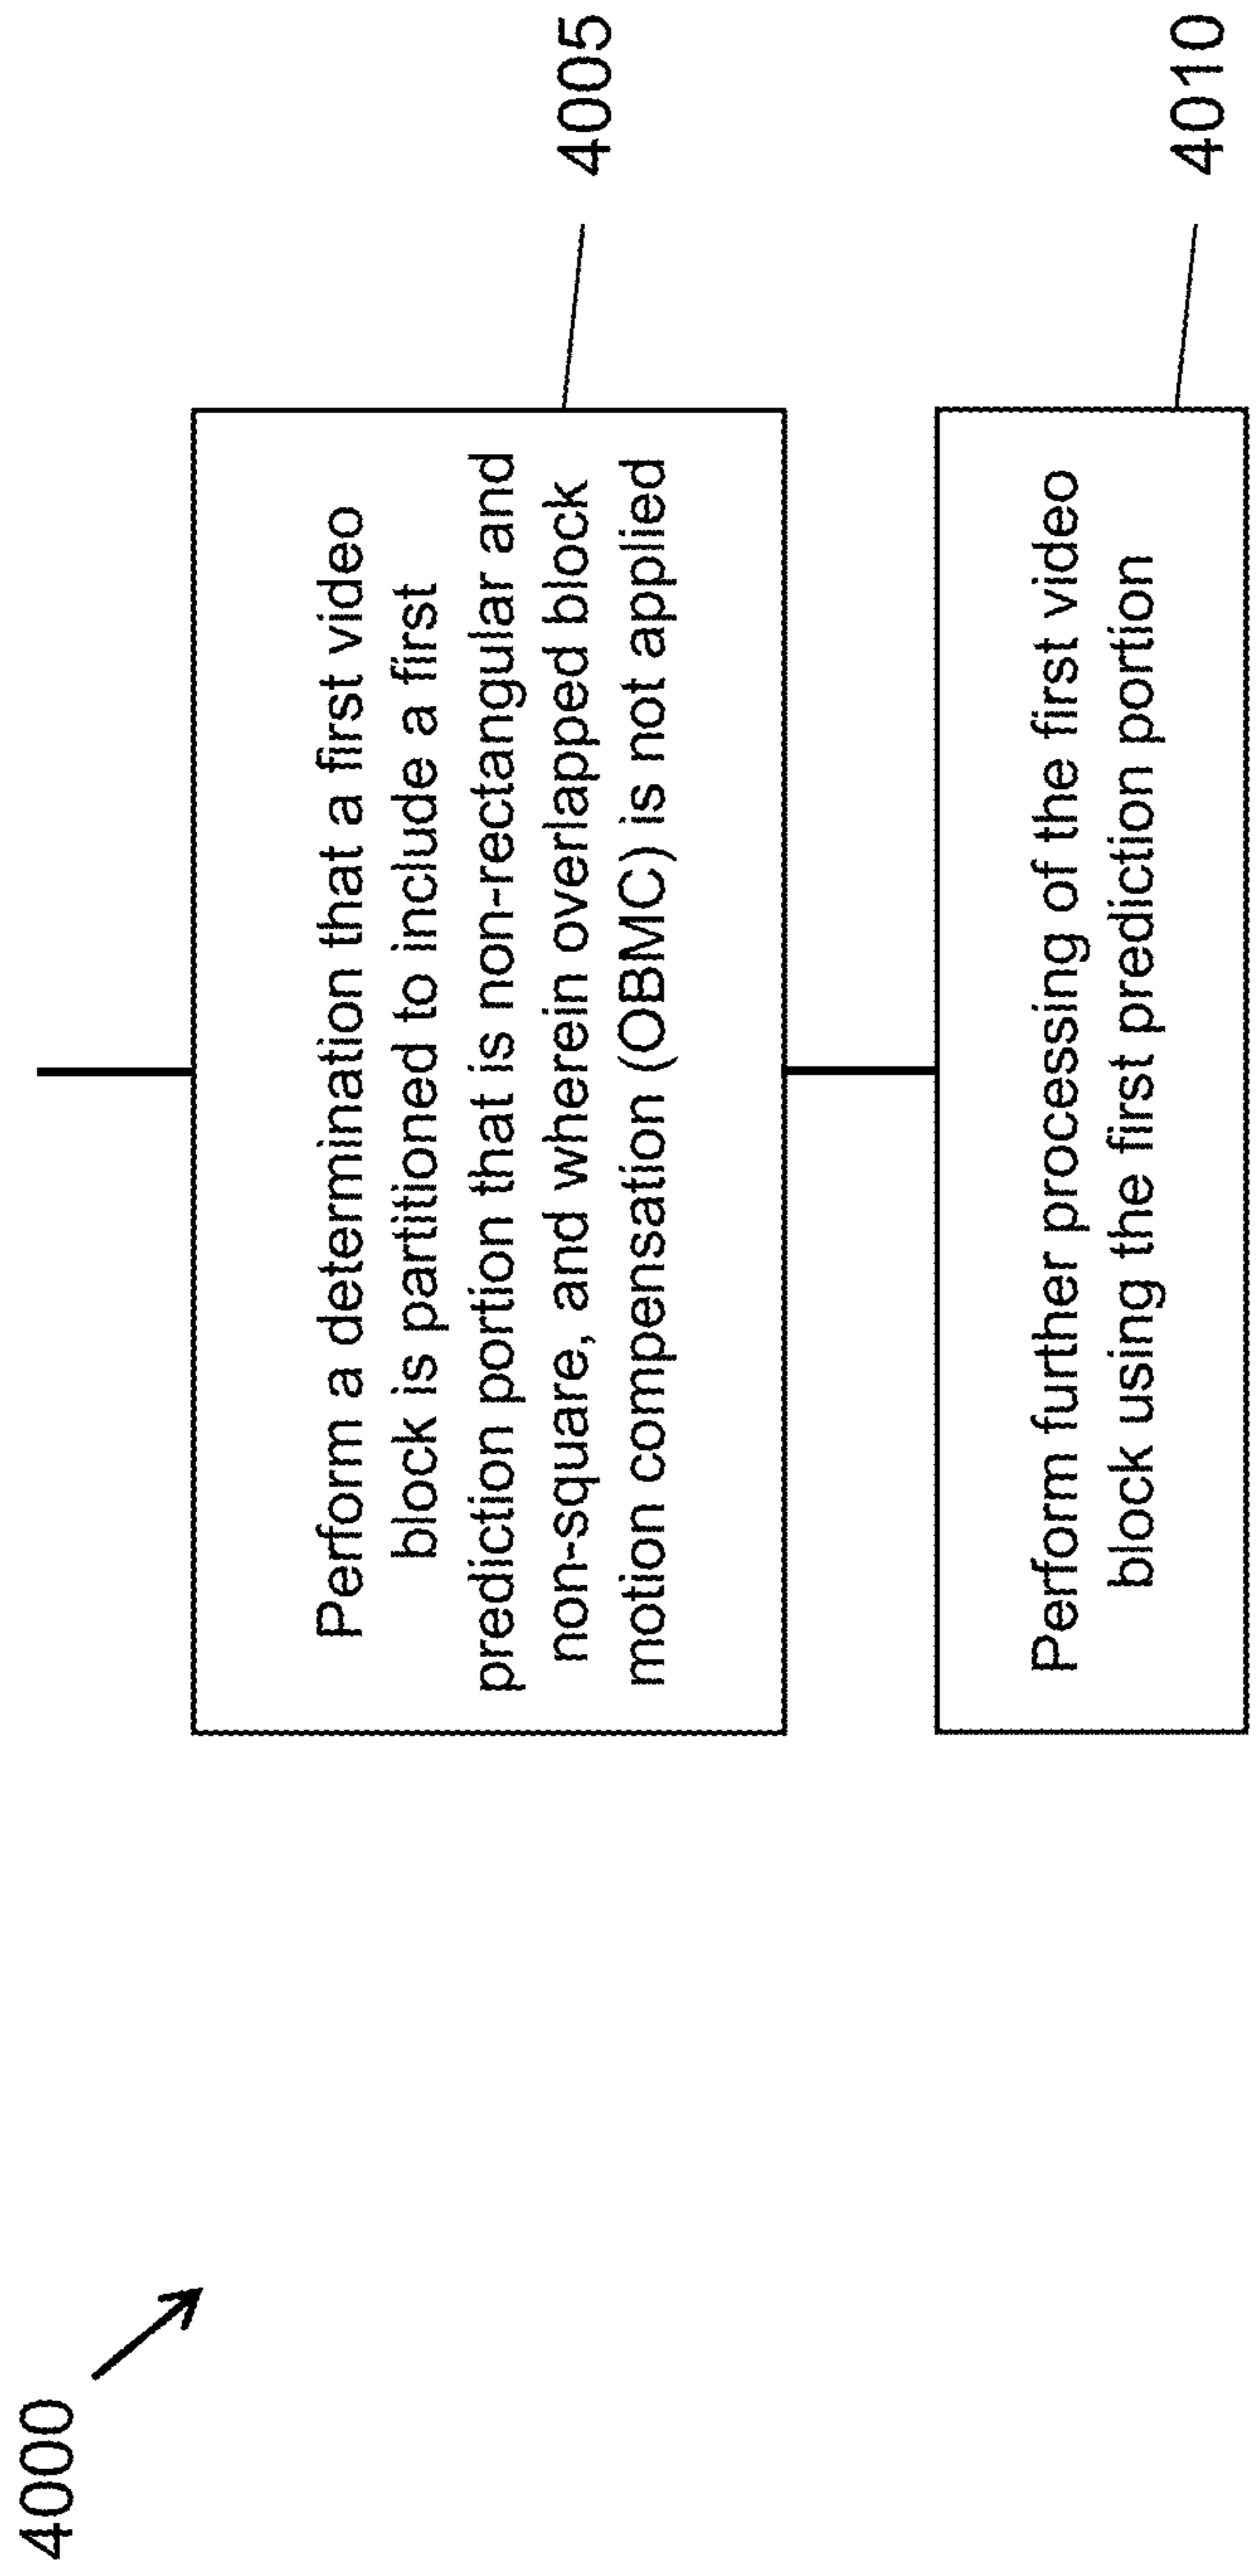 4000
Perform a determination that a first video
block is partitioned to include a first
prediction portion that is non-rectangular and
non-square, and wherein overlapped block
motion compensation (OBMC) is not applied
4005
Perform further processing of the first video
block using the first prediction portion
4010